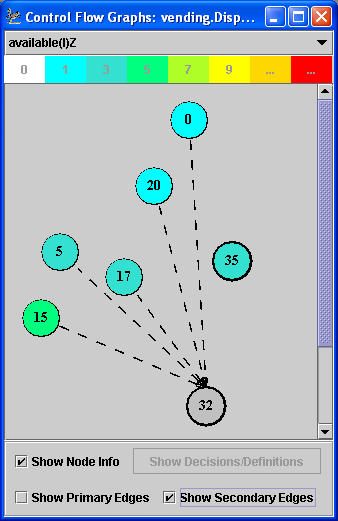 Control Flow Graphs: vending.Disp...
available(I)Z
0 1 3 5 7 9 ... ...
0
20
5
17
35
15
32
Show Node Info Show Decisions/Definitions
Show Primary Edges Show Secondary Edges